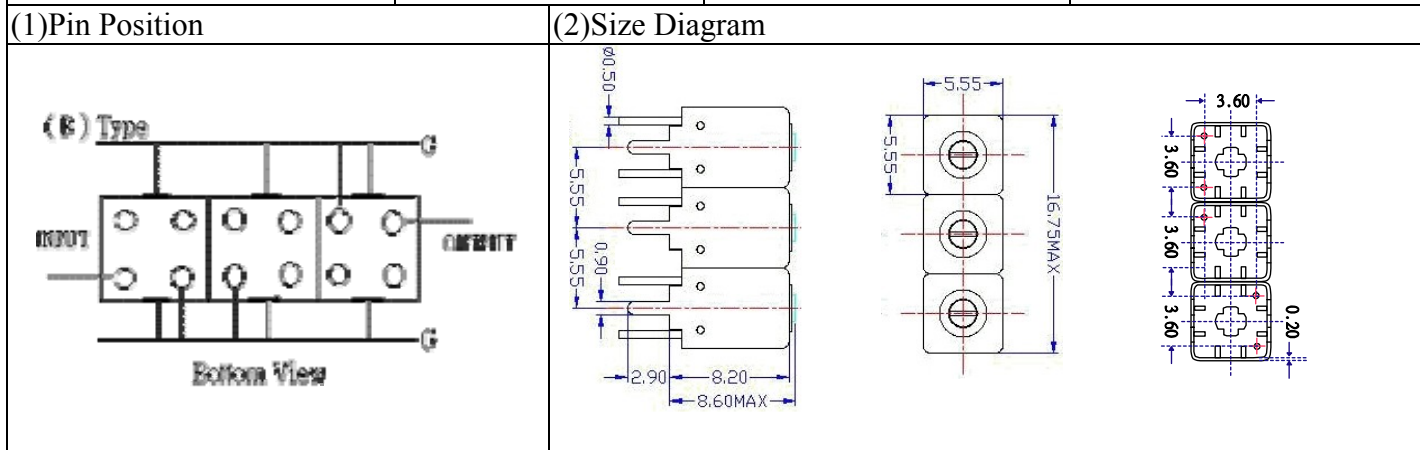 (1)Pin Position
(2)Size Diagram
(B) Type
G
INPUT
OUTPUT
G
Bottom View
ø0.50
5.55
5.55
0.90
2.90
8.20
8.60MAX
5.55
5.55
16.75MAX
3.60
3.60
3.60
3.60
0.20